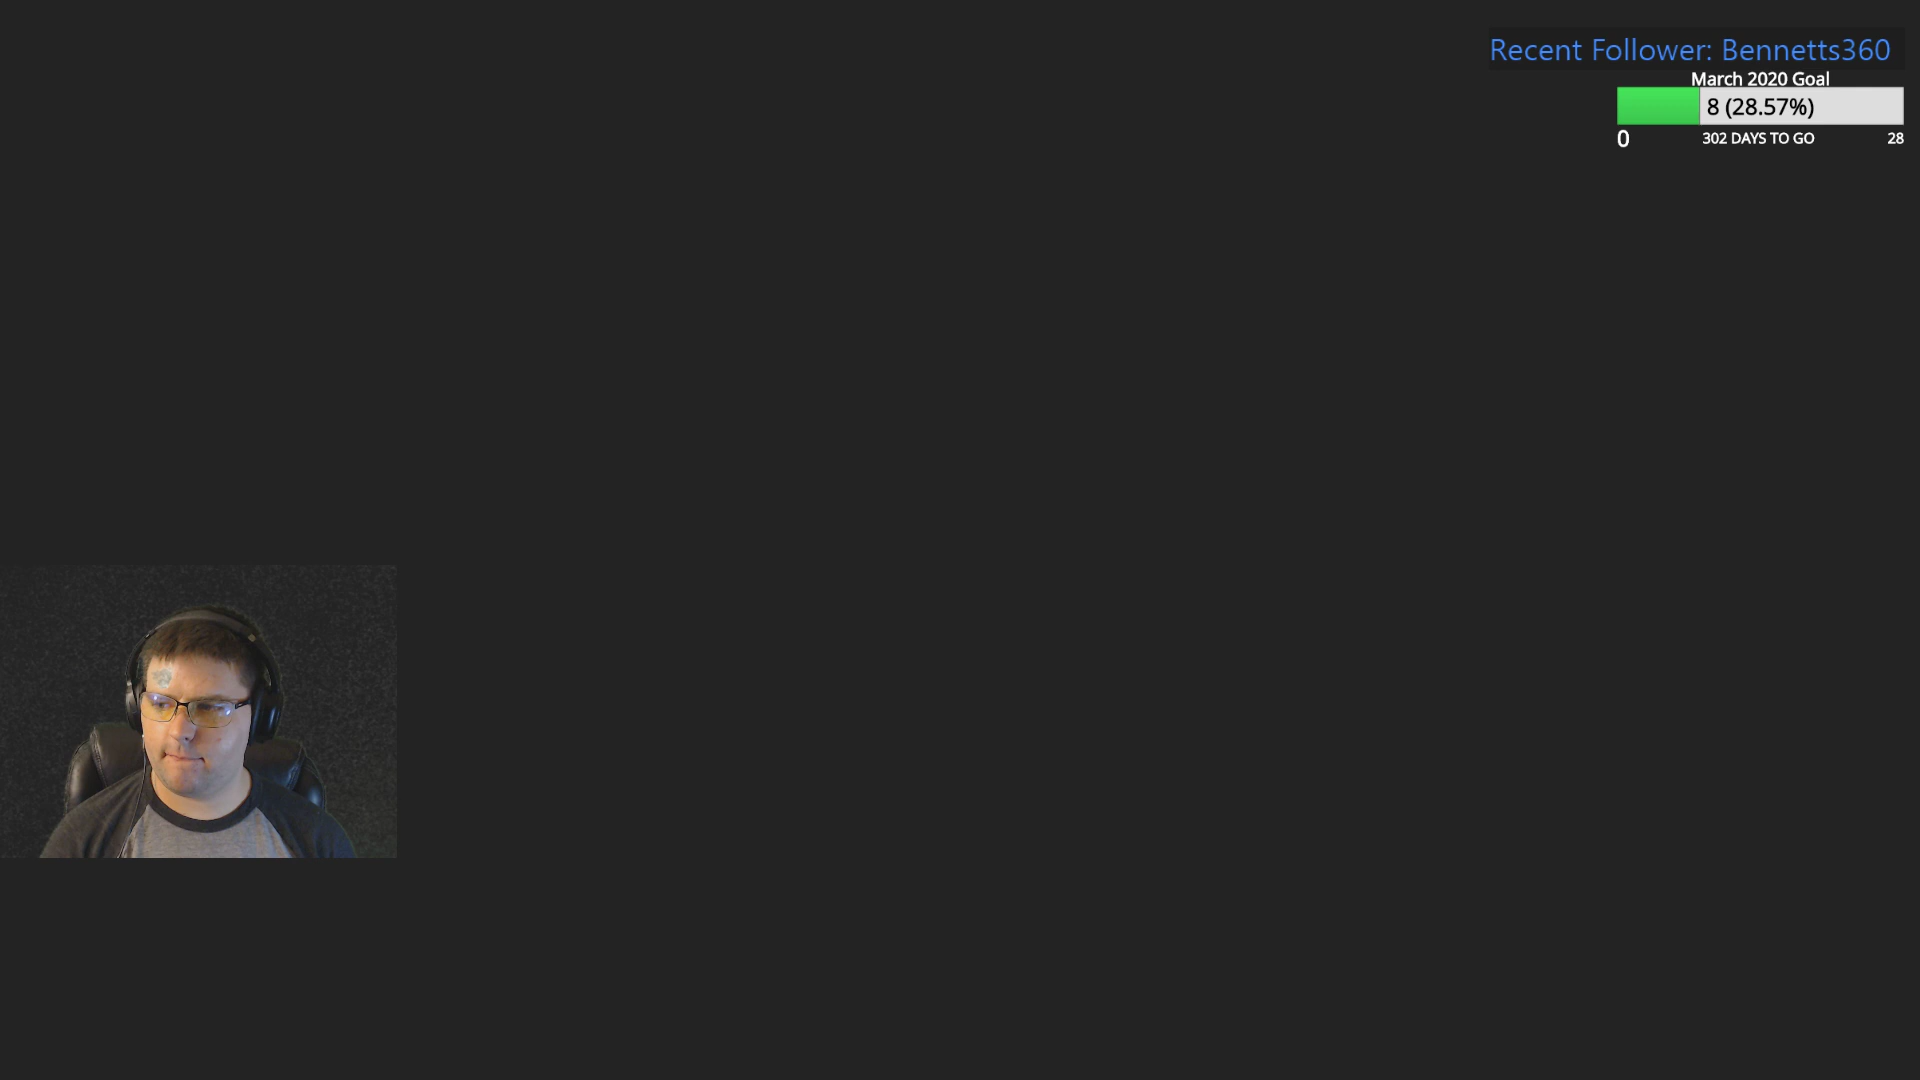 Recent Follower: Bennetts360
March 2020 Goal
8 (28.57%)
0 302 DAYS TO GO 28